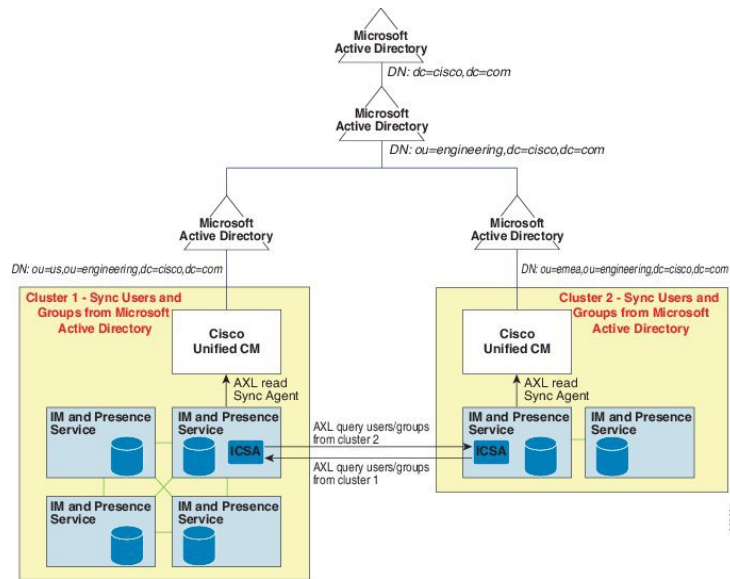 Microsoft
Active Directory
DN: dc=cisco,dc=com
Microsoft
Active Directory
DN: ou=engineering,dc=cisco,dc=com
Microsoft
Active Directory
Microsoft
Active Directory
DN: ou=us,ou=engineering,dc=cisco,dc=com
DN: ou=emea,ou=engineering,dc=cisco,dc=com
Cluster 1 - Sync Users and
Groups from Microsoft
Active Directory
Cisco
Unified CM
AXL read
Sync Agent
IM and Presence
Service
IM and Presence
Service
ICSA
IM and Presence
Service
IM and Presence
Service
AXL query users/groups
from cluster 2
AXL query users/groups
from cluster 1
Cluster 2 - Sync Users and
Groups from Microsoft
Active Directory
Cisco
Unified CM
AXL read
Sync Agent
IM and Presence
Service
ICSA
IM and Presence
Service